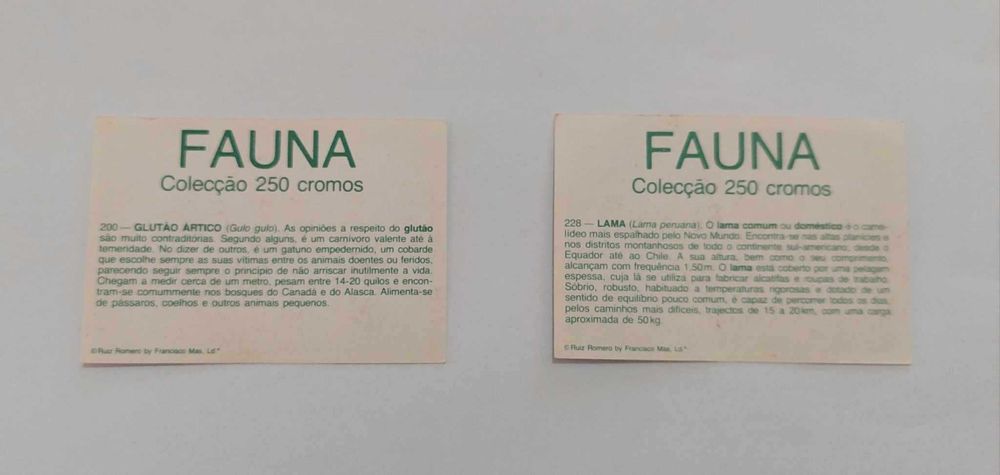 FAUNA
Colecção 250 cromos
200 — GLUTÃO ÁRTICO (Gulo gulo). As opiniões a respeito do glutão
são muito contraditorias. Segundo alguns, é um carnívoro valente até à
temeridade. No dizer de outros, é um gatuno empedernido, um cobarde
que escolhe sempre as suas vítimas entre os animais doentes ou feridos,
parecendo seguir sempre o princípio de não arriscar inutilmente a vida.
Chegam a medir cerca de um metro, pesam entre 14-20 quilos e encon-
tram-se comummente nos bosques do Canadá e do Alasca. Alimenta-se
de pássaros, coelhos e outros animais pequenos.
© Ruiz Romero by Francisco Mas, Ld.ª
FAUNA
Colecção 250 cromos
228 — LAMA (Lama peruana). O lama comum ou doméstico é o came-
lídeo mais espalhado pelo Novo Mundo. Encontra-se nas altas planícies e
nos distritos montanhosos de todo o continente sul-americano, desde o
Equador até ao Chile. A sua altura, bem como o seu comprimento,
alcançam com frequência 1.50 m. O lama está coberto por uma pelagem
espessa, cuja lã se utiliza para fabricar alcatifas e roupas de trabalho.
Sóbrio, robusto, habituado a temperaturas rigorosas e dotado de um
sentido de equilíbrio pouco comum, é capaz de percorrer todos os dias,
pelos caminhos mais difíceis, trajectos de 15 a 20 km, com uma carga
aproximada de 50 kg.
© Ruiz Romero by Francisco Mas, Ld.ª